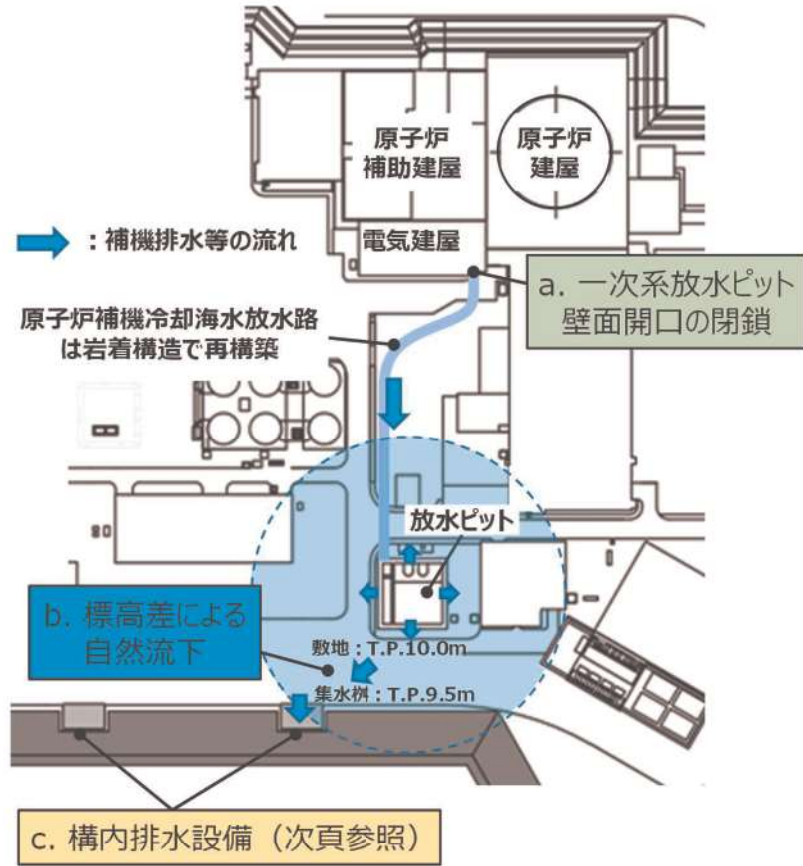 原子炉
補助建屋
原子炉
建屋
：補機排水等の流れ
電気建屋
a. 一次系放水ピット
壁面開口の閉鎖
原子炉補機冷却海水放水路
は岩着構造で再構築
放水ピット
b. 標高差による
自然流下
敷地：T.P.10.0m
集水桝：T.P.9.5m
c. 構内排水設備（次頁参照）